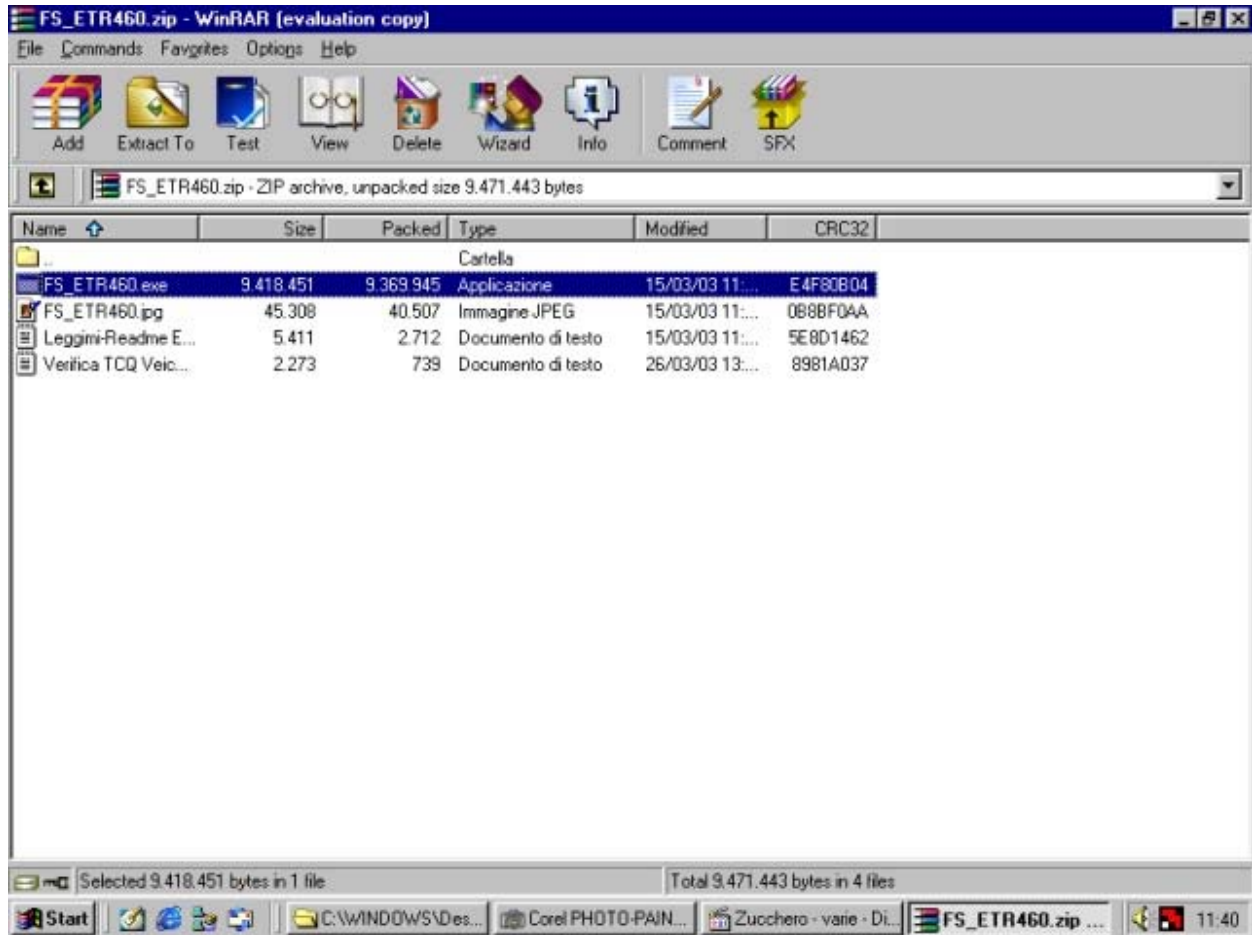 FS_ETR460.zip - WinRAR (evaluation copy)
File Commands Favorites Options Help
Add Extract To Test View Delete Wizard Info Comment SFX
FS_ETR460.zip - ZIP archive, unpacked size 9.471.443 bytes
Name Size Packed Type Modified CRC32
.. Cartella
FS_ETR460.exe 9.418.451 9.369.945 Applicazione 15/03/03 11:... E4F80B04
FS_ETR460.jpg 45.308 40.507 Immagine JPEG 15/03/03 11:... 0B8BF0AA
Leggimi-Readme E... 5.411 2.712 Documento di testo 15/03/03 11:... 5E8D1462
Verifica TCQ Veic... 2.273 739 Documento di testo 26/03/03 13:... 8981A037
Selected 9.418.451 bytes in 1 file Total 9.471.443 bytes in 4 files
Start C:\WINDOWS\Des... Corel PHOTO-PAIN... Zucchero - varie - Di... FS_ETR460.zip ... 11:40